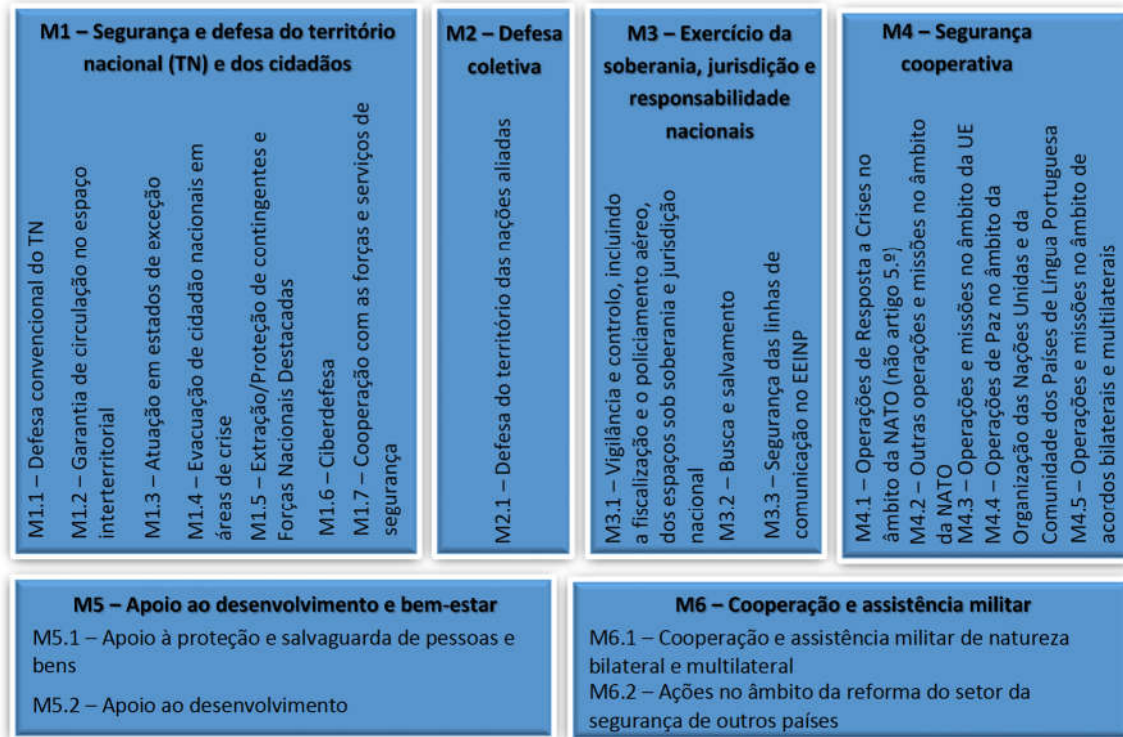 M1 – Segurança e defesa do território
nacional (TN) e dos cidadãos
M1.1 – Defesa convencional do TN
M1.2 – Garantia de circulação no espaço
interterritorial
M1.3 – Atuação em estados de exceção
M1.4 – Evacuação de cidadão nacionais em
áreas de crise
M1.5 – Extração/Proteção de contingentes e
Forças Nacionais Destacadas
M1.6 – Ciberdefesa
M1.7 – Cooperação com as forças e serviços de
segurança
M2 – Defesa
coletiva
M2.1 – Defesa do território das nações aliadas
M3 – Exercício da
soberania, jurisdição e
responsabilidade
nacionais
M3.1 – Vigilância e controlo, incluindo
a fiscalização e o policiamento aéreo,
dos espaços sob soberania e jurisdição
nacional
M3.2 – Busca e salvamento
M3.3 – Segurança das linhas de
comunicação no EEINP
M4 – Segurança
cooperativa
M4.1 – Operações de Resposta a Crises no
âmbito da NATO (não artigo 5.º)
M4.2 – Outras operações e missões no âmbito
da NATO
M4.3 – Operações e missões no âmbito da UE
M4.4 – Operações de Paz no âmbito da
Organização das Nações Unidas e da
Comunidade dos Países de Língua Portuguesa
M4.5 – Operações e missões no âmbito de
acordos bilaterais e multilaterais
M5 – Apoio ao desenvolvimento e bem-estar
M5.1 – Apoio à proteção e salvaguarda de pessoas e
bens
M5.2 – Apoio ao desenvolvimento
M6 – Cooperação e assistência militar
M6.1 – Cooperação e assistência militar de natureza
bilateral e multilateral
M6.2 – Ações no âmbito da reforma do setor da
segurança de outros países